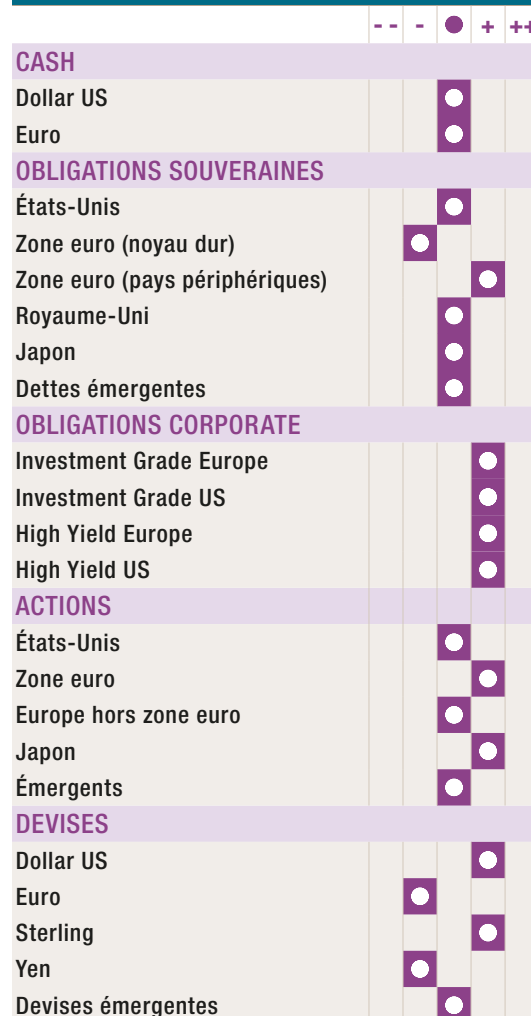 -- - ● + ++
CASH
Dollar US
Euro
OBLIGATIONS SOUVERAINES
États-Unis
Zone euro (noyau dur)
Zone euro (pays périphériques)
Royaume-Uni
Japon
Dettes émergentes
OBLIGATIONS CORPORATE
Investment Grade Europe
Investment Grade US
High Yield Europe
High Yield US
ACTIONS
États-Unis
Zone euro
Europe hors zone euro
Japon
Émergents
DEVISES
Dollar US
Euro
Sterling
Yen
Devises émergentes